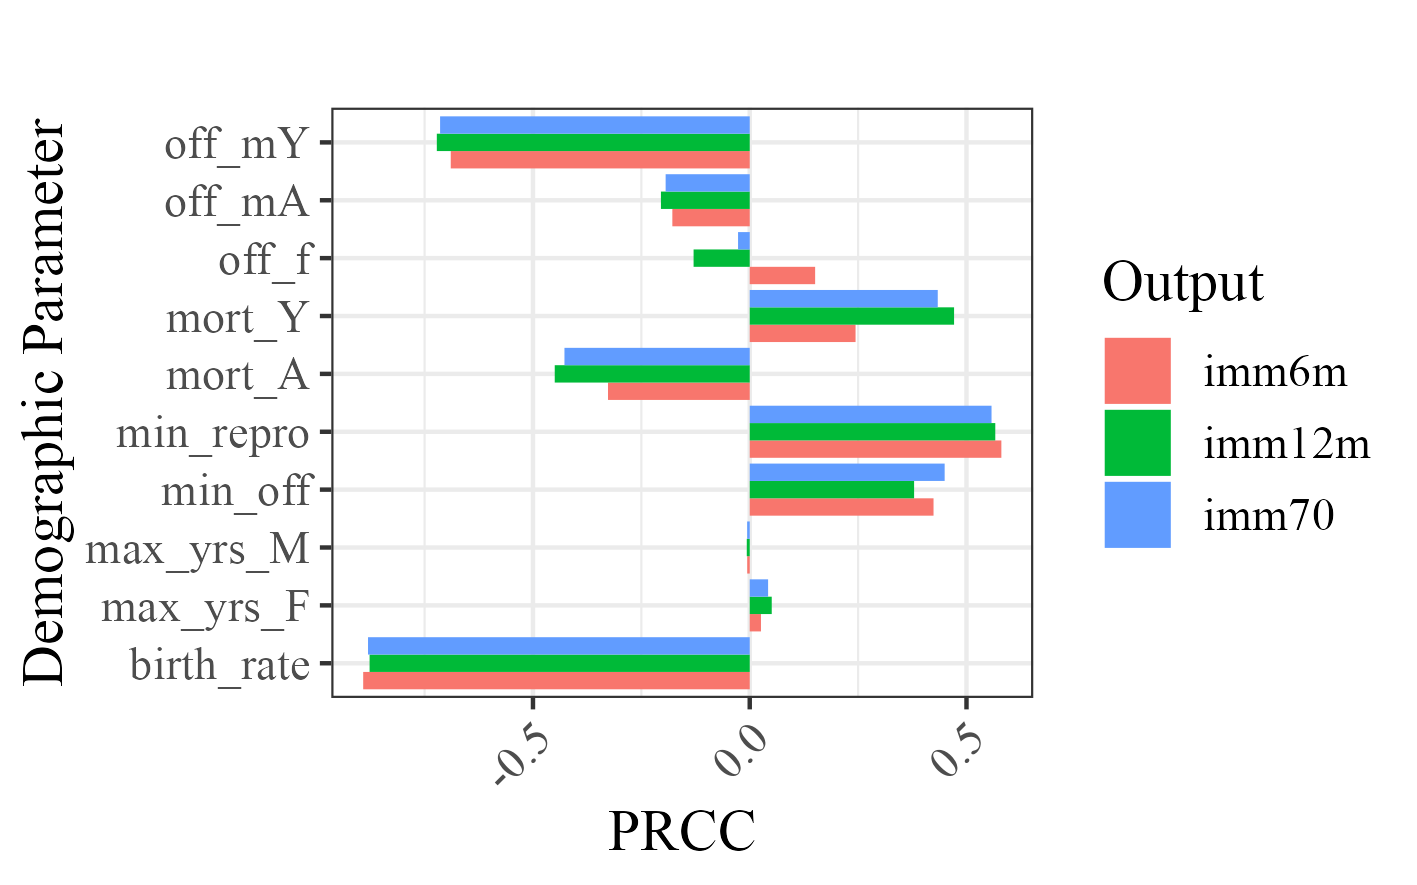 Demographic Parameter
off_mY
off_mA
off_f
mort_Y
mort_A
min_repro
min_off
max_yrs_M
max_yrs_F
birth_rate
-0.5
0.0
0.5
PRCC
Output
imm6m
imm12m
imm70